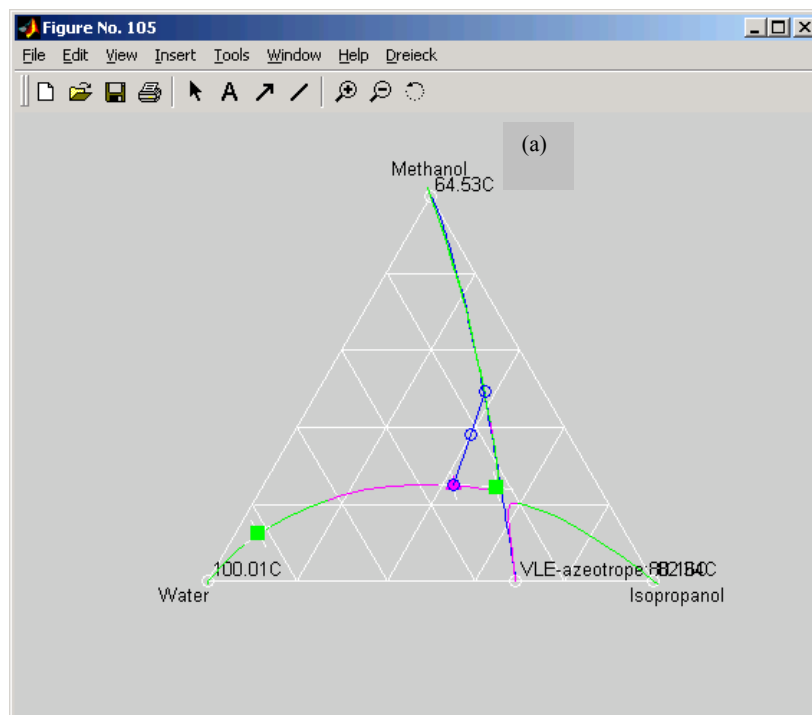 Figure No. 105
File Edit View Insert Tools Window Help Dreieck
A
(a)
Methanol
64.53C
100.01C
VLE-azeotrope:
Water
Isopropanol